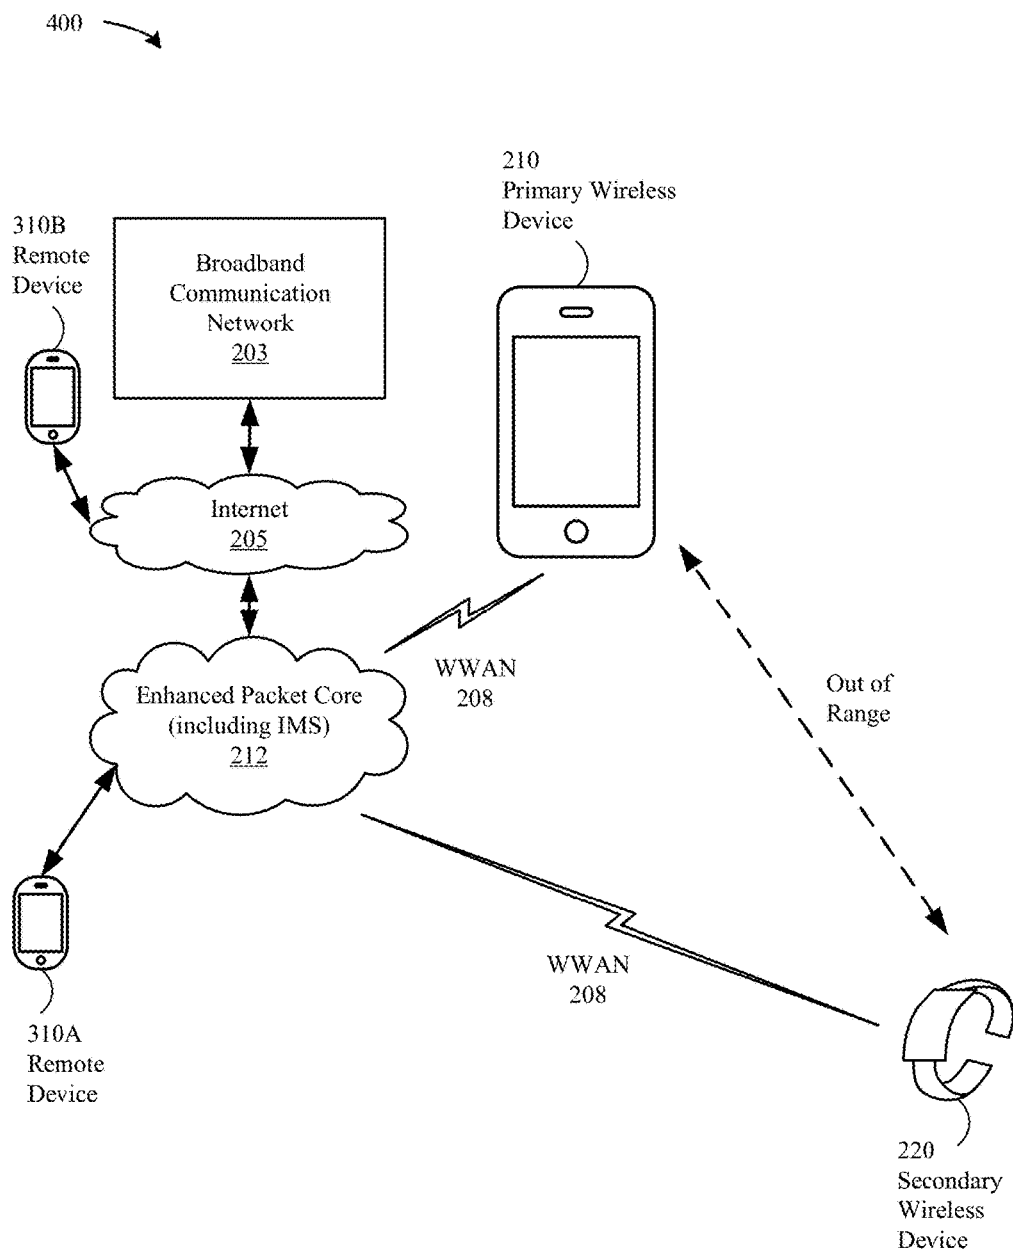 400
210
Primary Wireless
Device
310B
Remote
Device
Broadband
Communication
Network
203
Internet
205
WWAN
208
Enhanced Packet Core
(including IMS)
212
Out of
Range
WWAN
208
310A
Remote
Device
220
Secondary
Wireless
Device